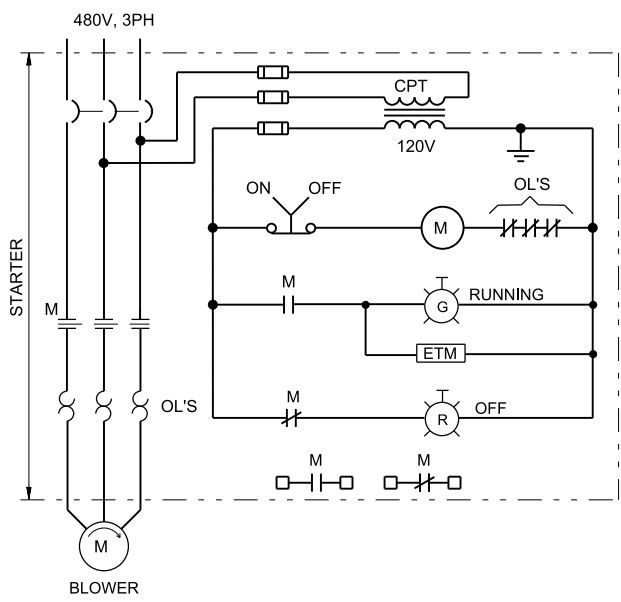 480V, 3PH
CPT
120V
ON OFF
OL'S
M
STARTER
M
M
G
RUNNING
ETM
OL'S
M
R
OFF
M
M
M
BLOWER